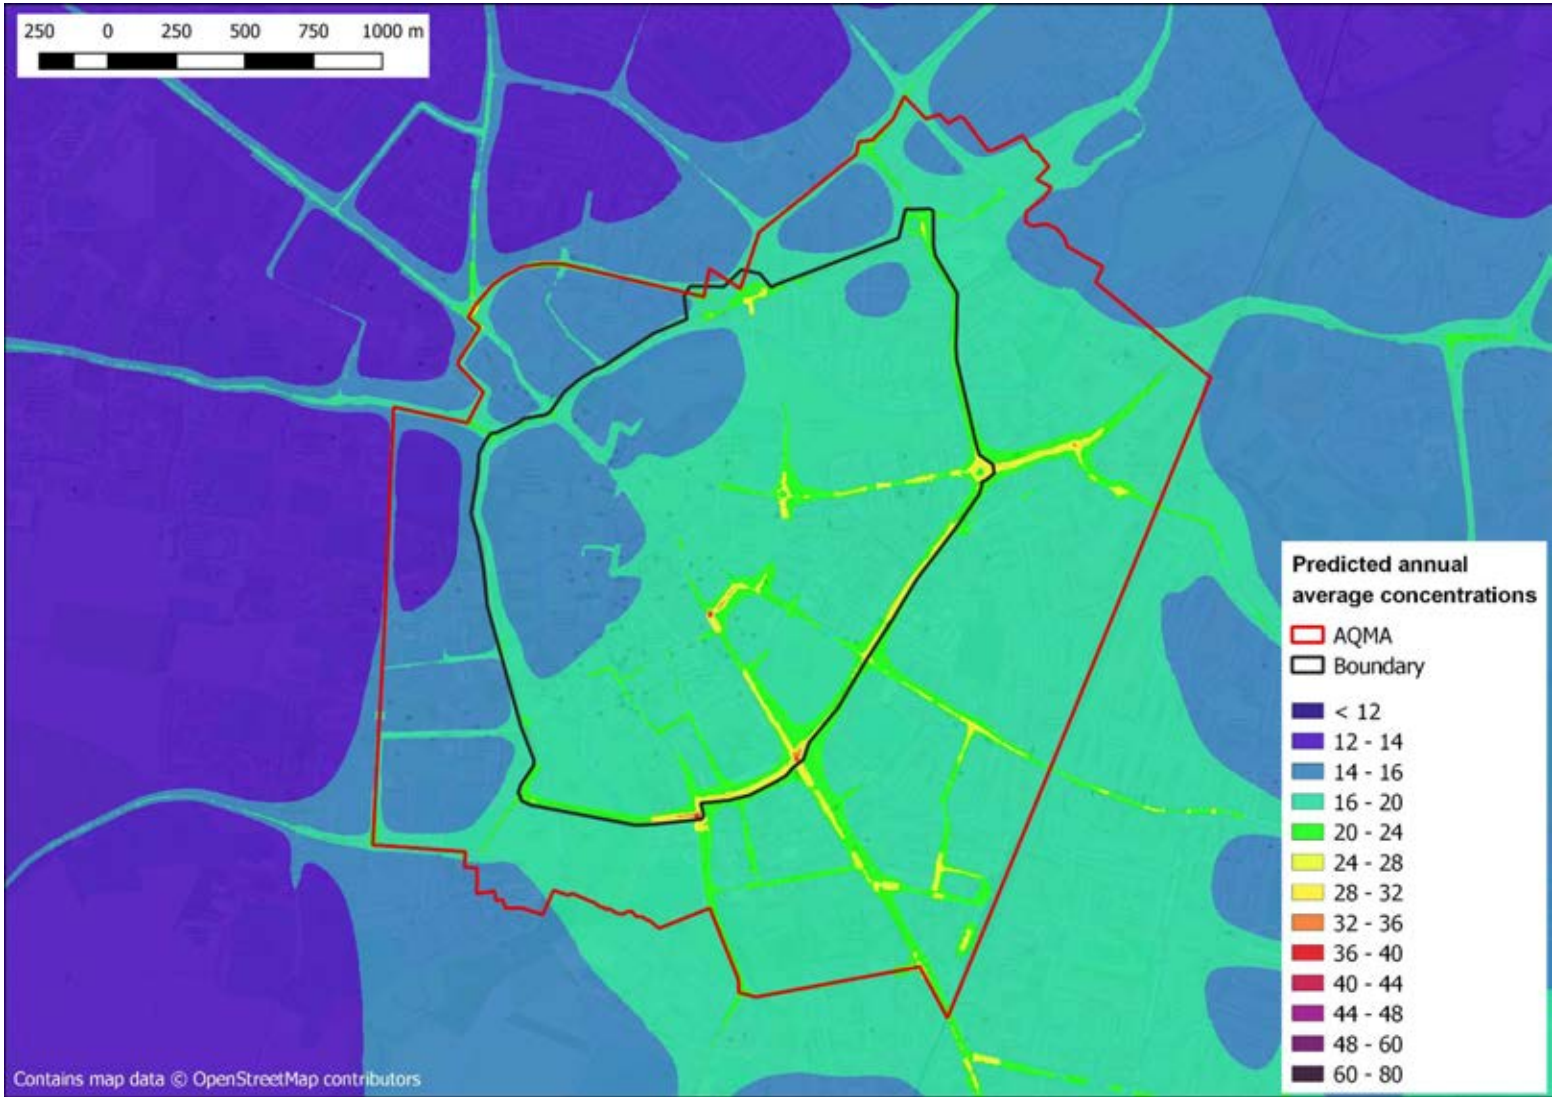 250 0 250 500 750 1000 m
Predicted annual
average concentrations
AQMA
Boundary
< 12
12 - 14
14 - 16
16 - 20
20 - 24
24 - 28
28 - 32
32 - 36
36 - 40
40 - 44
44 - 48
48 - 60
60 - 80
Contains map data © OpenStreetMap contributors